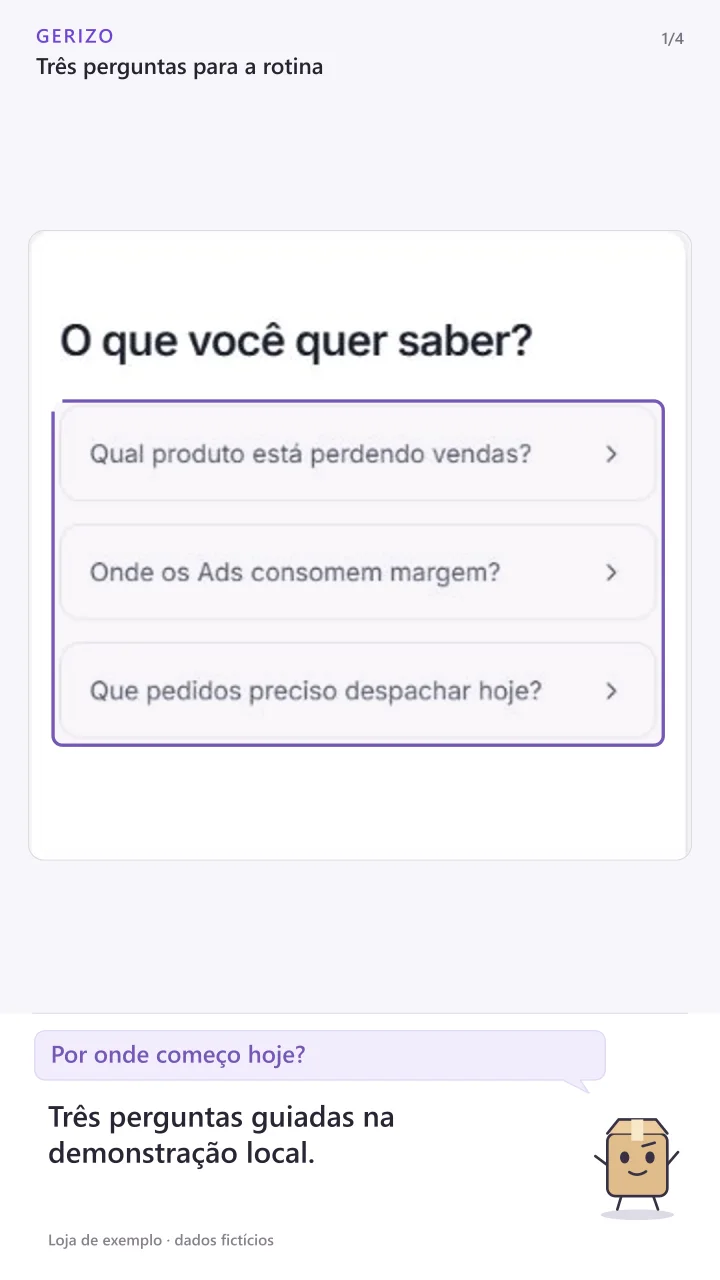 GERIZO
1/4
Três perguntas para a rotina
O que você quer saber?
Qual produto está perdendo vendas?
Onde os Ads consomem margem?
Que pedidos preciso despachar hoje?
Por onde começo hoje?
Três perguntas guiadas na
demonstração local.
Loja de exemplo · dados fictícios